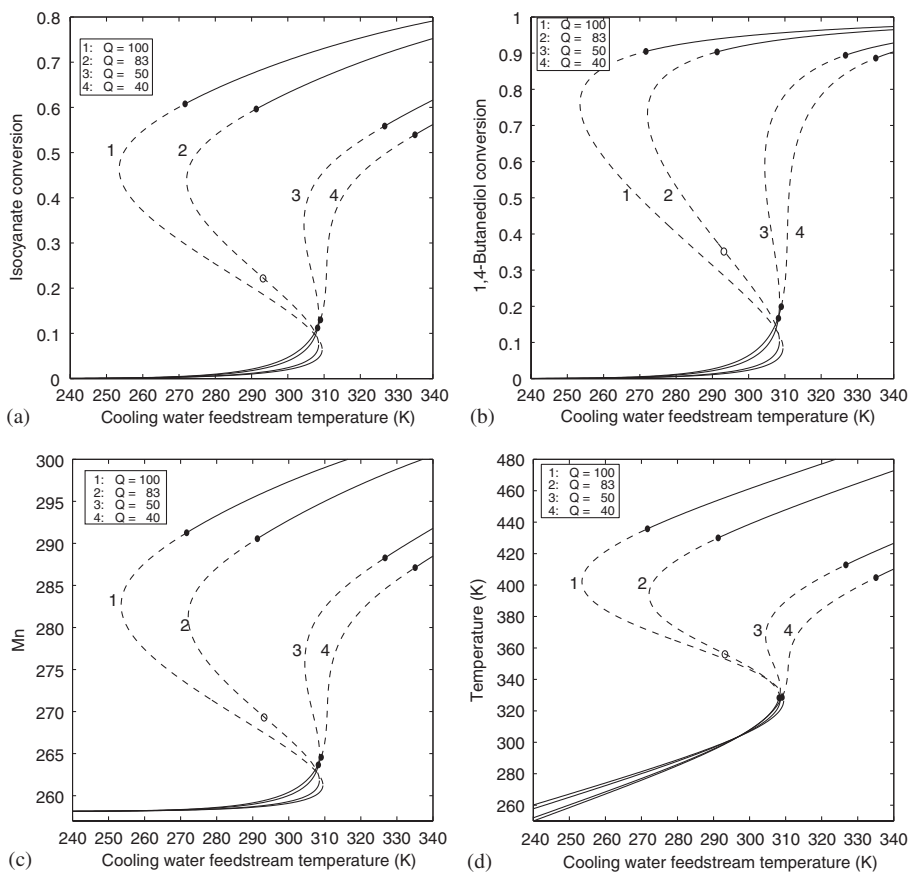 0.8
0.7
0.6
0.5
0.4
0.3
0.2
0.1
0
Isocyanate conversion
1: Q = 100
2: Q = 83
3: Q = 50
4: Q = 40
1
2
3
4
240 250 260 270 280 290 300 310 320 330 340
Cooling water feedstream temperature (K)
(a)
1
0.9
0.8
0.7
0.6
0.5
0.4
0.3
0.2
0.1
0
1,4-Butanediol conversion
1: Q = 100
2: Q = 83
3: Q = 50
4: Q = 40
1
2
3
4
240 250 260 270 280 290 300 310 320 330 340
Cooling water feedstream temperature (K)
(b)
300
295
290
285
280
275
270
265
260
Mn
1: Q = 100
2: Q = 83
3: Q = 50
4: Q = 40
1
2
3
4
240 250 260 270 280 290 300 310 320 330 340
Cooling water feedstream temperature (K)
(c)
480
460
440
420
400
380
360
340
320
300
280
260
Temperature (K)
1: Q = 100
2: Q = 83
3: Q = 50
4: Q = 40
1
2
3
4
240 250 260 270 280 290 300 310 320 330 340
Cooling water feedstream temperature (K)
(d)